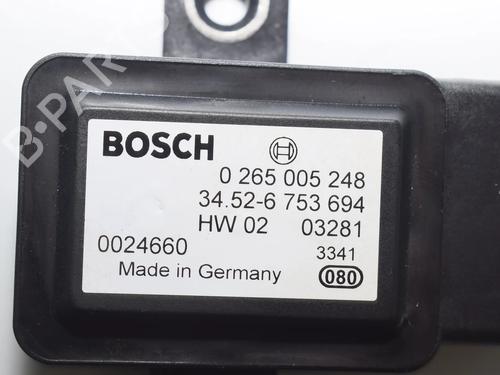 B-PARTS
BOSCH
0 265 005 248
34.52-6 753 694
HW 02 03281
0024660 3341
Made in Germany 080